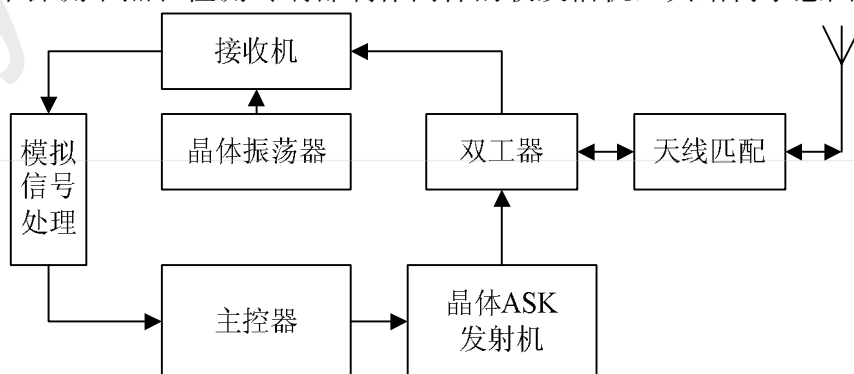 接收机
模拟
信号
处理
晶体振荡器
双工器
天线匹配
主控器
晶体ASK
发射机